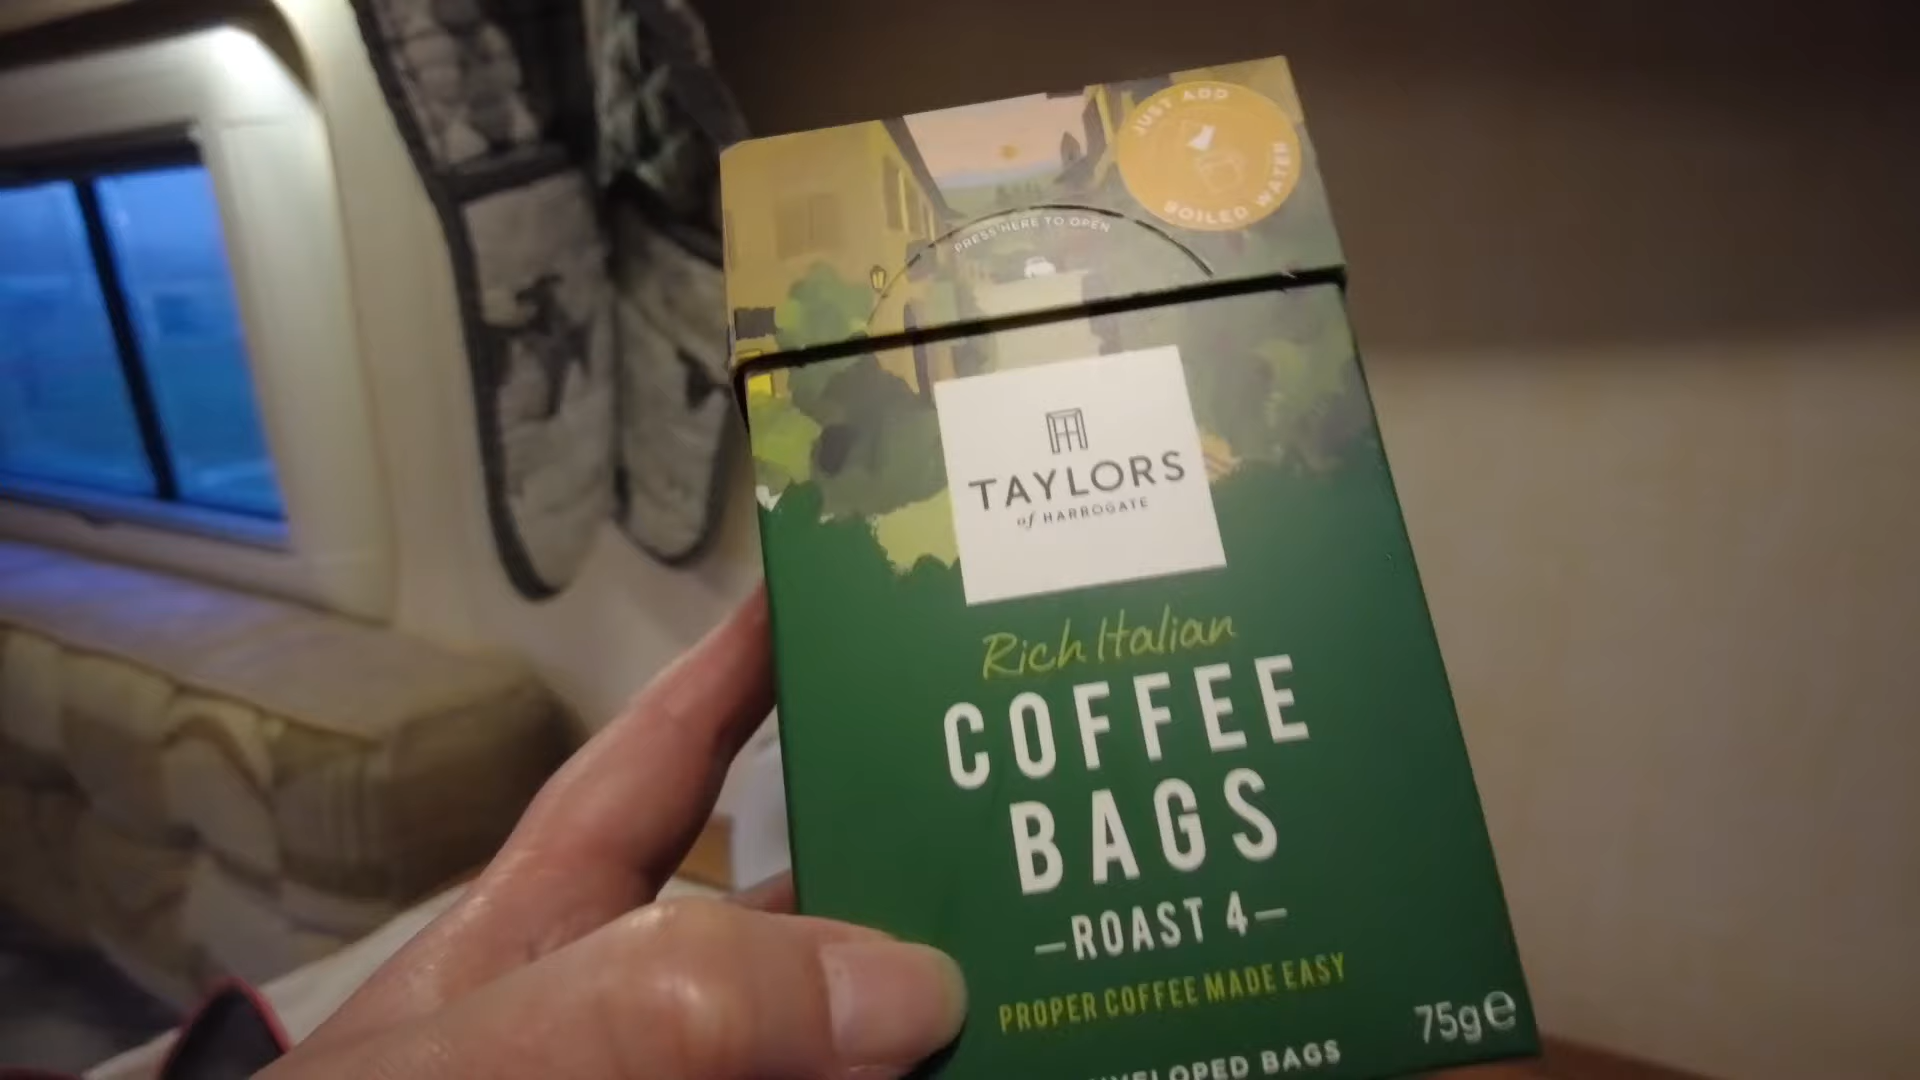 JUST ADD
BOILED WATER
PRESS HERE TO OPEN
TAYLORS
of HARROGATE
Rich Italian
COFFEE
BAGS
—ROAST 4—
PROPER COFFEE MADE EASY
75g℮
BAGS